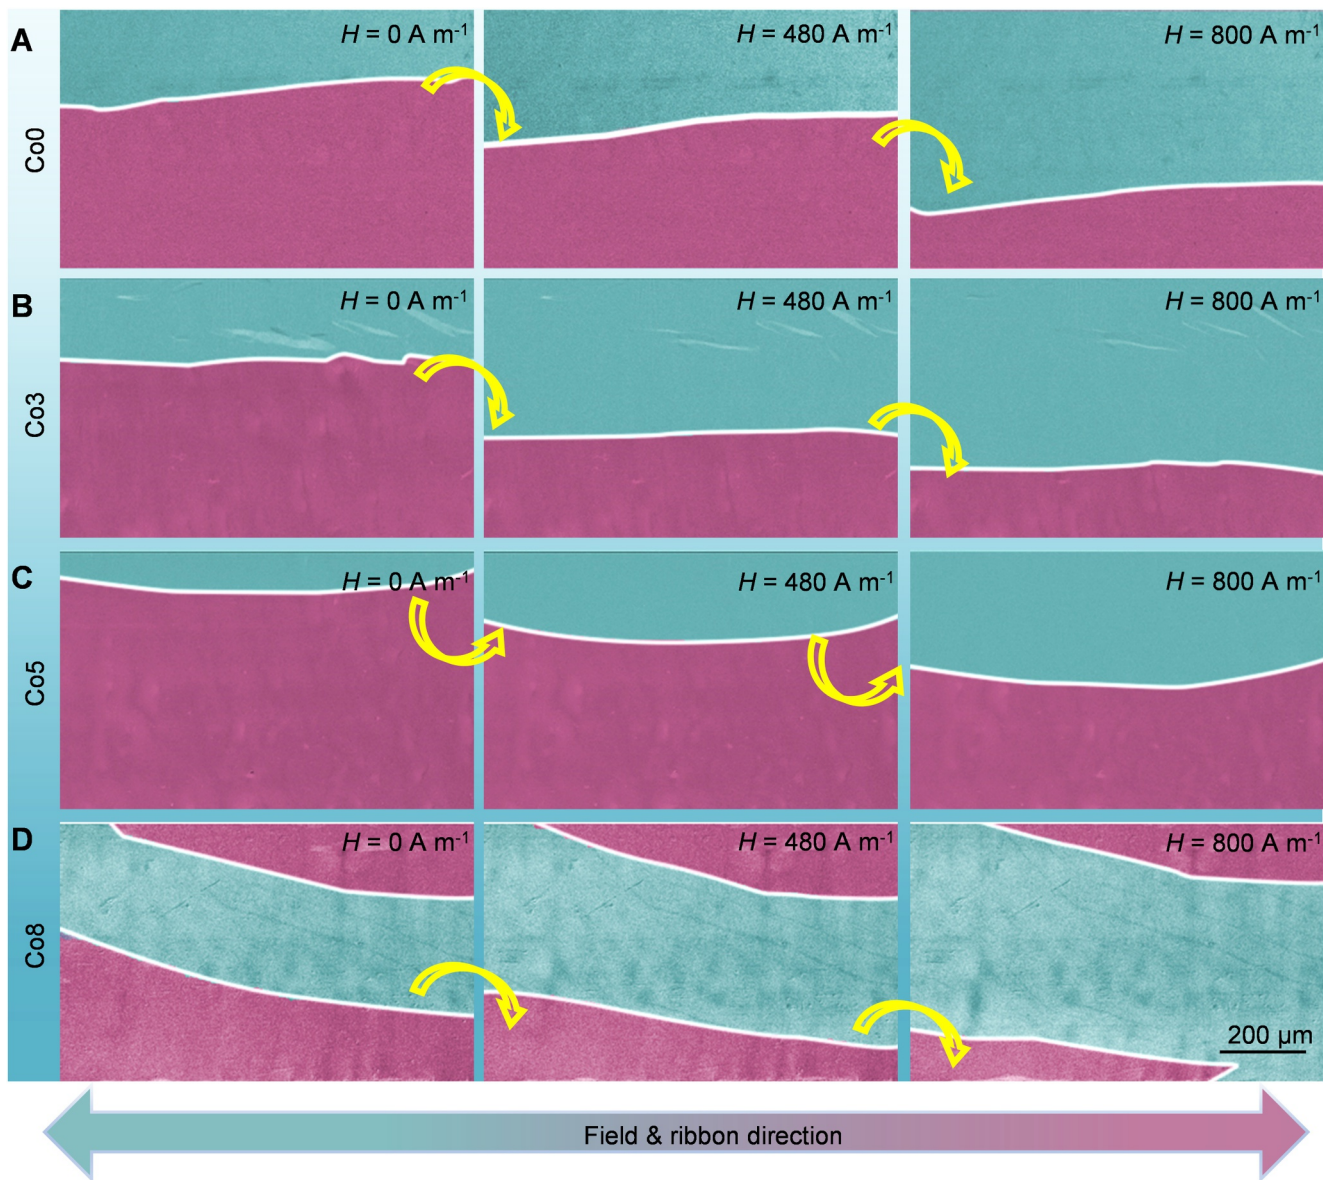 A
Co0
H = 0 A m⁻¹
H = 480 A m⁻¹
H = 800 A m⁻¹
B
Co3
H = 0 A m⁻¹
H = 480 A m⁻¹
H = 800 A m⁻¹
C
Co5
H = 0 A m⁻¹
H = 480 A m⁻¹
H = 800 A m⁻¹
D
Co8
H = 0 A m⁻¹
H = 480 A m⁻¹
H = 800 A m⁻¹
200 μm
Field & ribbon direction